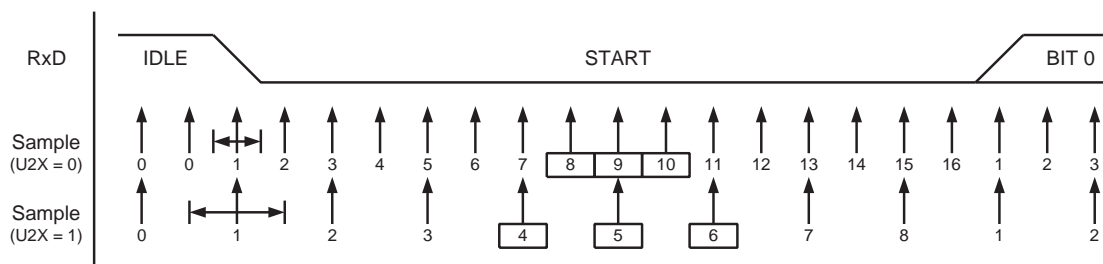 RxD IDLE START BIT 0
Sample
(U2X = 0) 0 0 1 2 3 4 5 6 7 8 9 10 11 12 13 14 15 16 1 2 3
Sample
(U2X = 1) 0 1 2 3 4 5 6 7 8 1 2